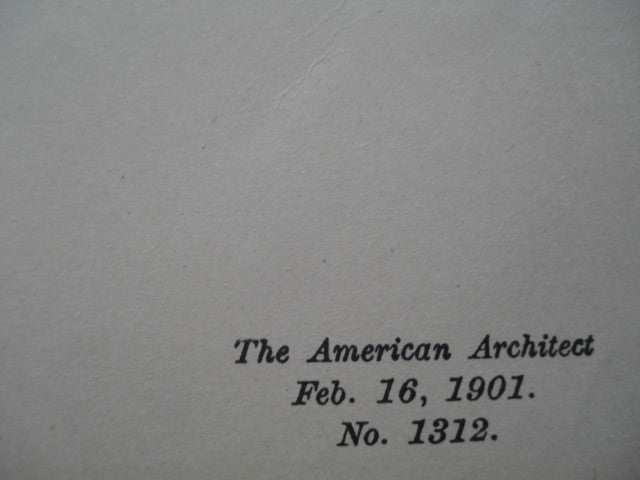 The American Architect
Feb. 16, 1901.
No. 1312.